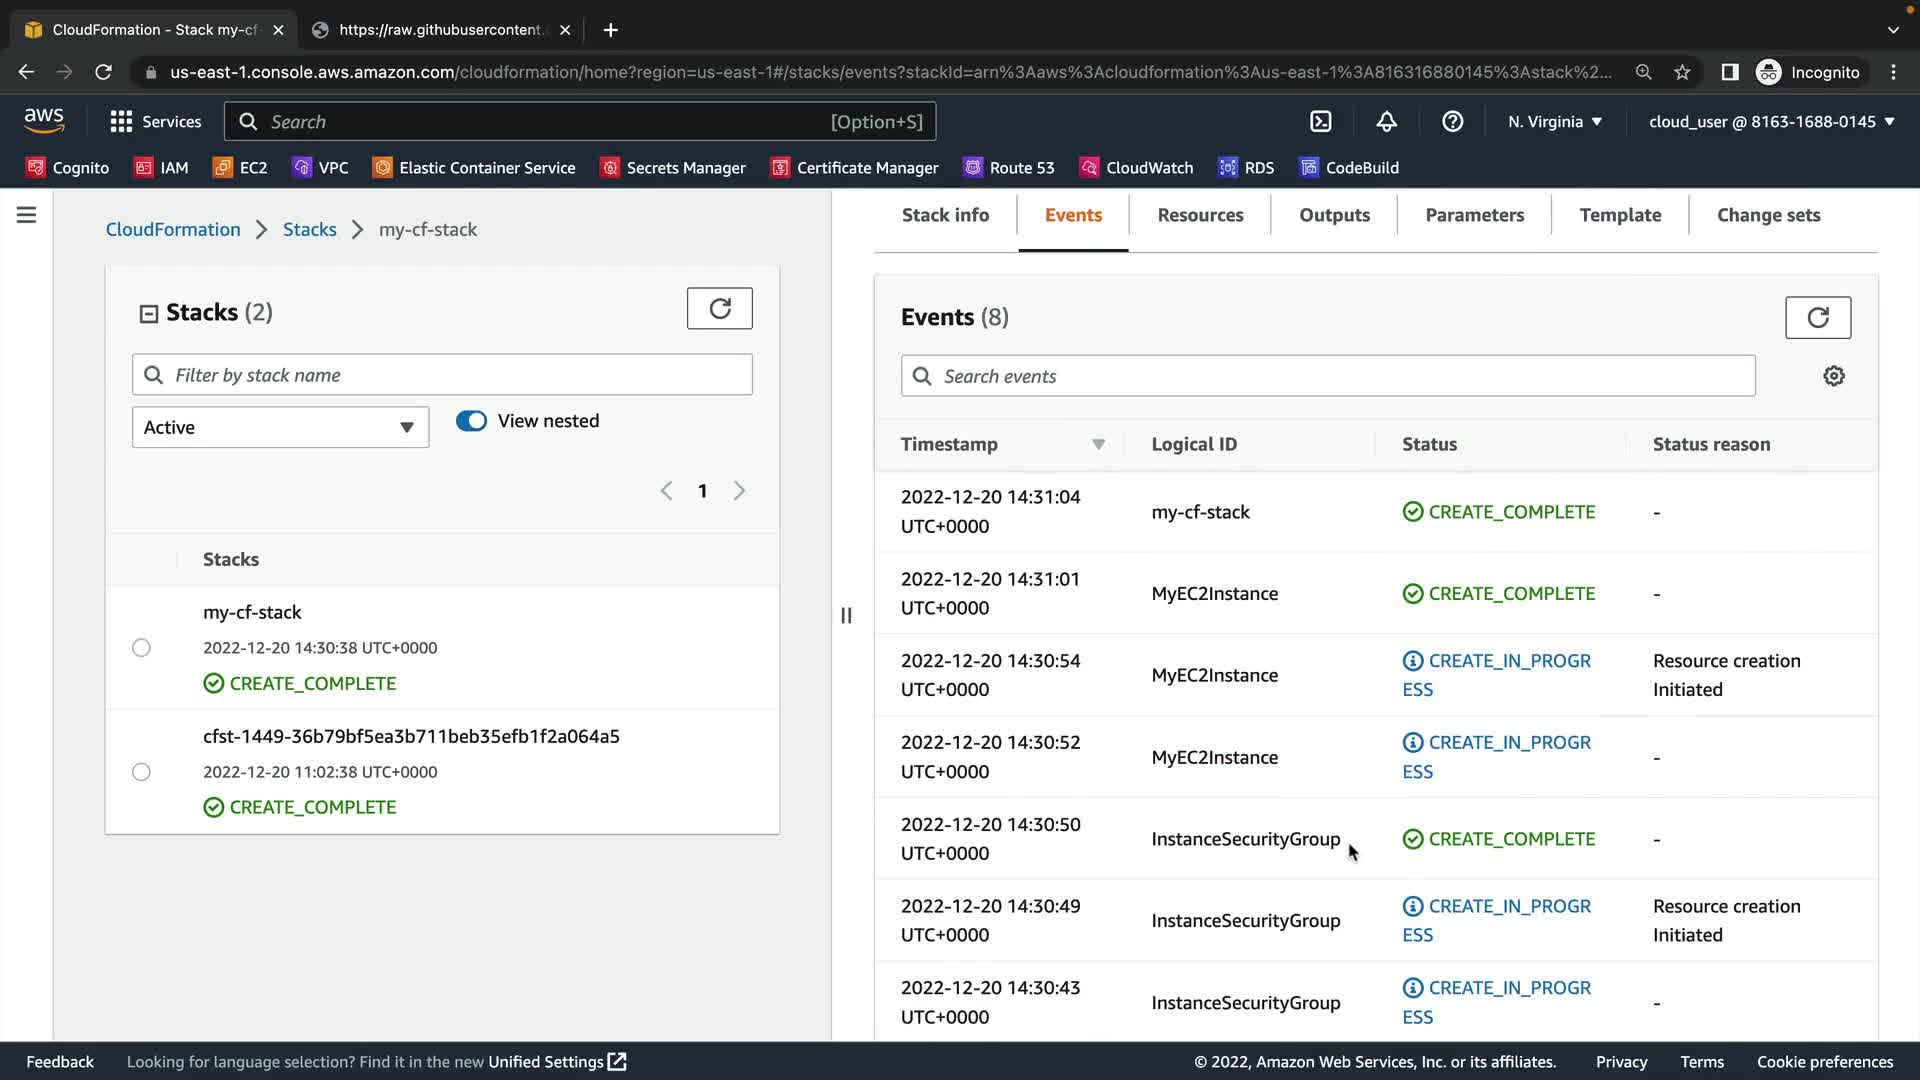 CloudFormation - Stack my-cf-
https://raw.githubusercontent.
us-east-1.console.aws.amazon.com/cloudformation/home?region=us-east-1#/stacks/events?stackId=arn%3Aaws%3Acloudformation%3Aus-east-1%3A816316880145%3Astack%2...
Incognito
aws
Services
Search
[Option+S]
N. Virginia
cloud_user @ 8163-1688-0145
Cognito
IAM
EC2
VPC
Elastic Container Service
Secrets Manager
Certificate Manager
Route 53
CloudWatch
RDS
CodeBuild
CloudFormation
Stacks
my-cf-stack
Stacks (2)
Filter by stack name
Active
View nested
1
Stacks
my-cf-stack
2022-12-20 14:30:38 UTC+0000
CREATE_COMPLETE
cfst-1449-36b79bf5ea3b711beb35efb1f2a064a5
2022-12-20 11:02:38 UTC+0000
CREATE_COMPLETE
Stack info
Events
Resources
Outputs
Parameters
Template
Change sets
Events (8)
Search events
Timestamp
Logical ID
Status
Status reason
2022-12-20 14:31:04
UTC+0000
my-cf-stack
CREATE_COMPLETE
-
2022-12-20 14:31:01
UTC+0000
MyEC2Instance
CREATE_COMPLETE
-
2022-12-20 14:30:54
UTC+0000
MyEC2Instance
CREATE_IN_PROGR
ESS
Resource creation
Initiated
2022-12-20 14:30:52
UTC+0000
MyEC2Instance
CREATE_IN_PROGR
ESS
-
2022-12-20 14:30:50
UTC+0000
InstanceSecurityGroup
CREATE_COMPLETE
-
2022-12-20 14:30:49
UTC+0000
InstanceSecurityGroup
CREATE_IN_PROGR
ESS
Resource creation
Initiated
2022-12-20 14:30:43
UTC+0000
InstanceSecurityGroup
CREATE_IN_PROGR
ESS
-
Feedback
Looking for language selection? Find it in the new Unified Settings
© 2022, Amazon Web Services, Inc. or its affiliates.
Privacy
Terms
Cookie preferences